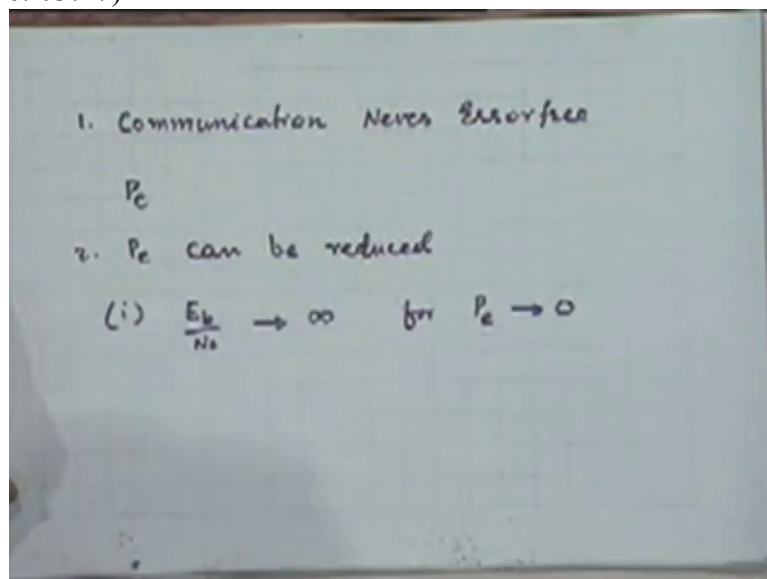 1. Communication Never Errorfree
Pe
2. Pe can be reduced
(i) Eb/No → ∞ for Pe → 0